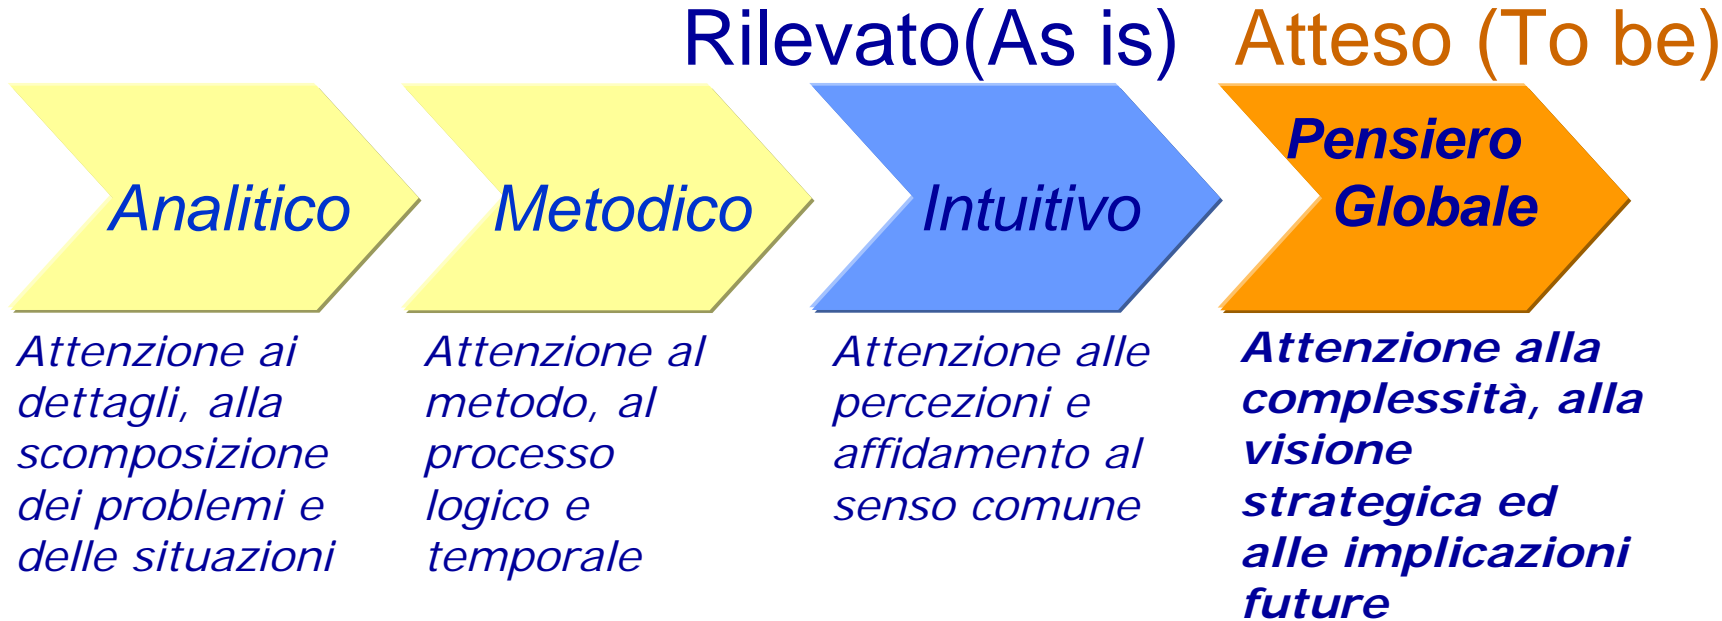 Rilevato(As is) Atteso (To be)
Analitico
Metodico
Intuitivo
Pensiero
Globale
Attenzione ai
dettagli, alla
scomposizione
dei problemi e
delle situazioni
Attenzione al
metodo, al
processo
logico e
temporale
Attenzione alle
percezioni e
affidamento al
senso comune
Attenzione alla
complessità, alla
visione
strategica ed
alle implicazioni
future